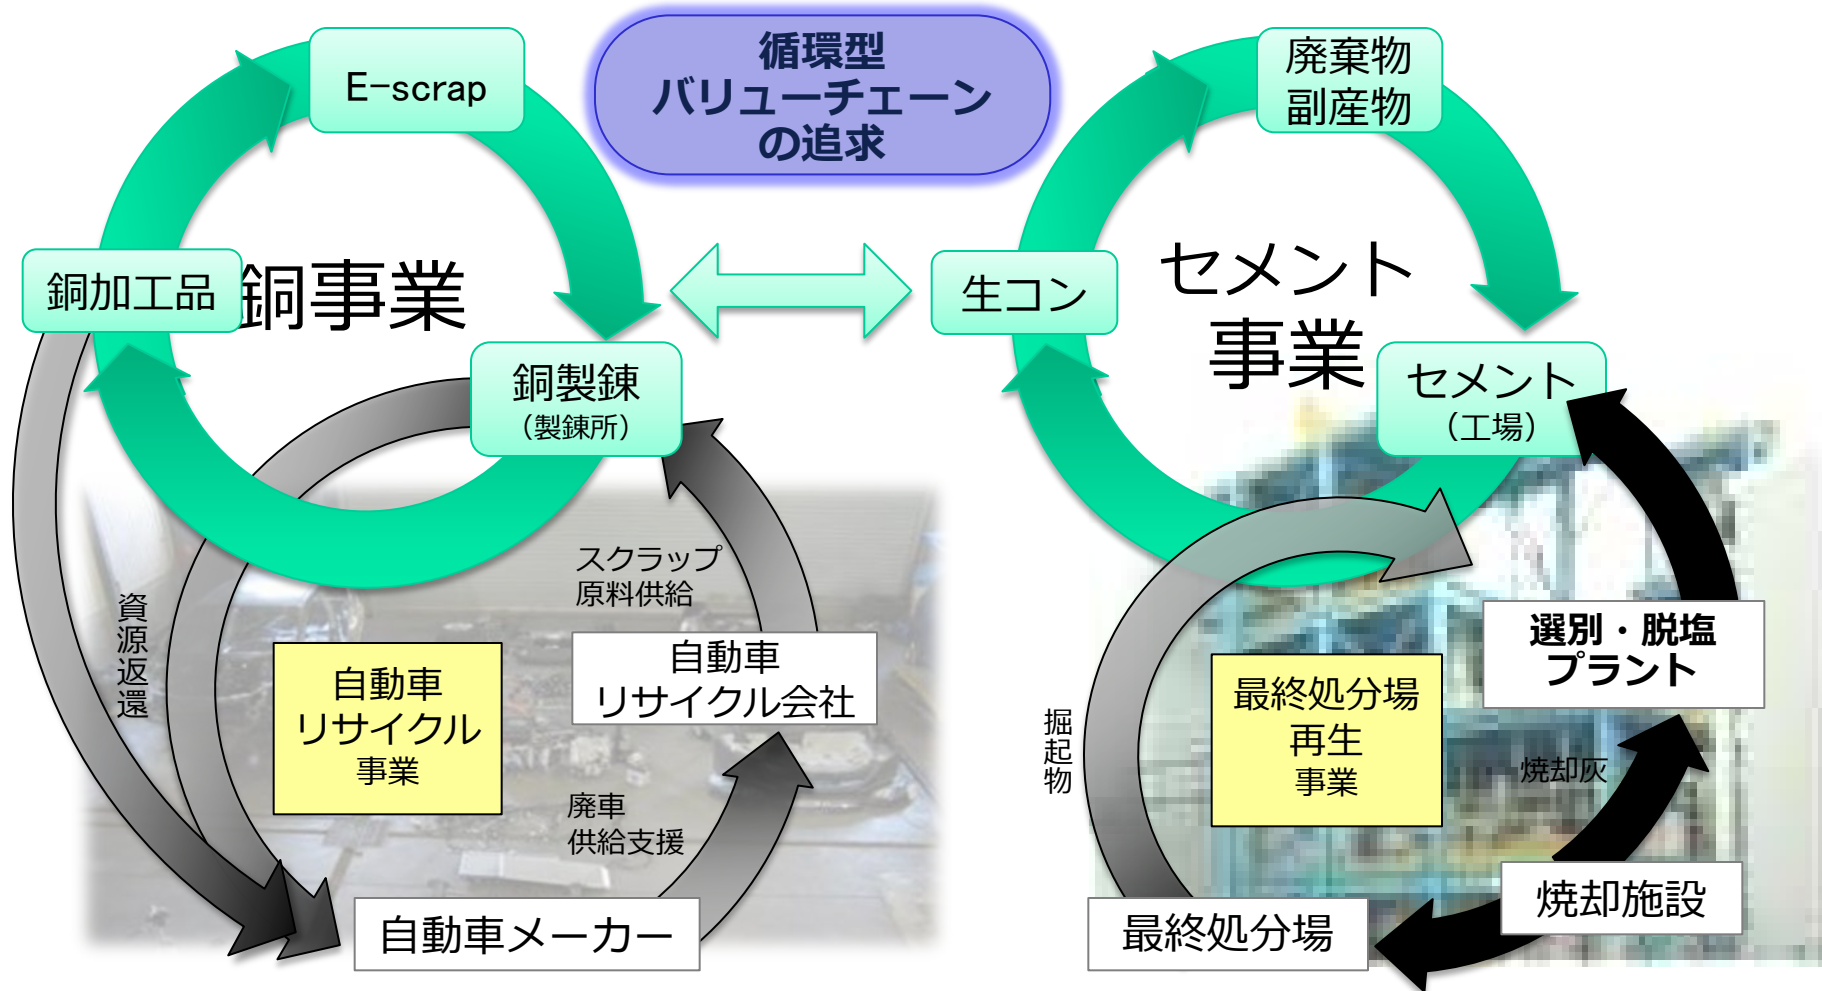 循環型
バリューチェーン
の追求
E-scrap
銅加工品
銅事業
銅製錬
（製錬所）
スクラップ
原料供給
資源返還
自動車
リサイクル
事業
自動車
リサイクル会社
廃車
供給支援
自動車メーカー
廃棄物
副産物
生コン
セメント
事業
セメント
（工場）
選別・脱塩
プラント
掘起物
最終処分場
再生
事業
焼却灰
焼却施設
最終処分場